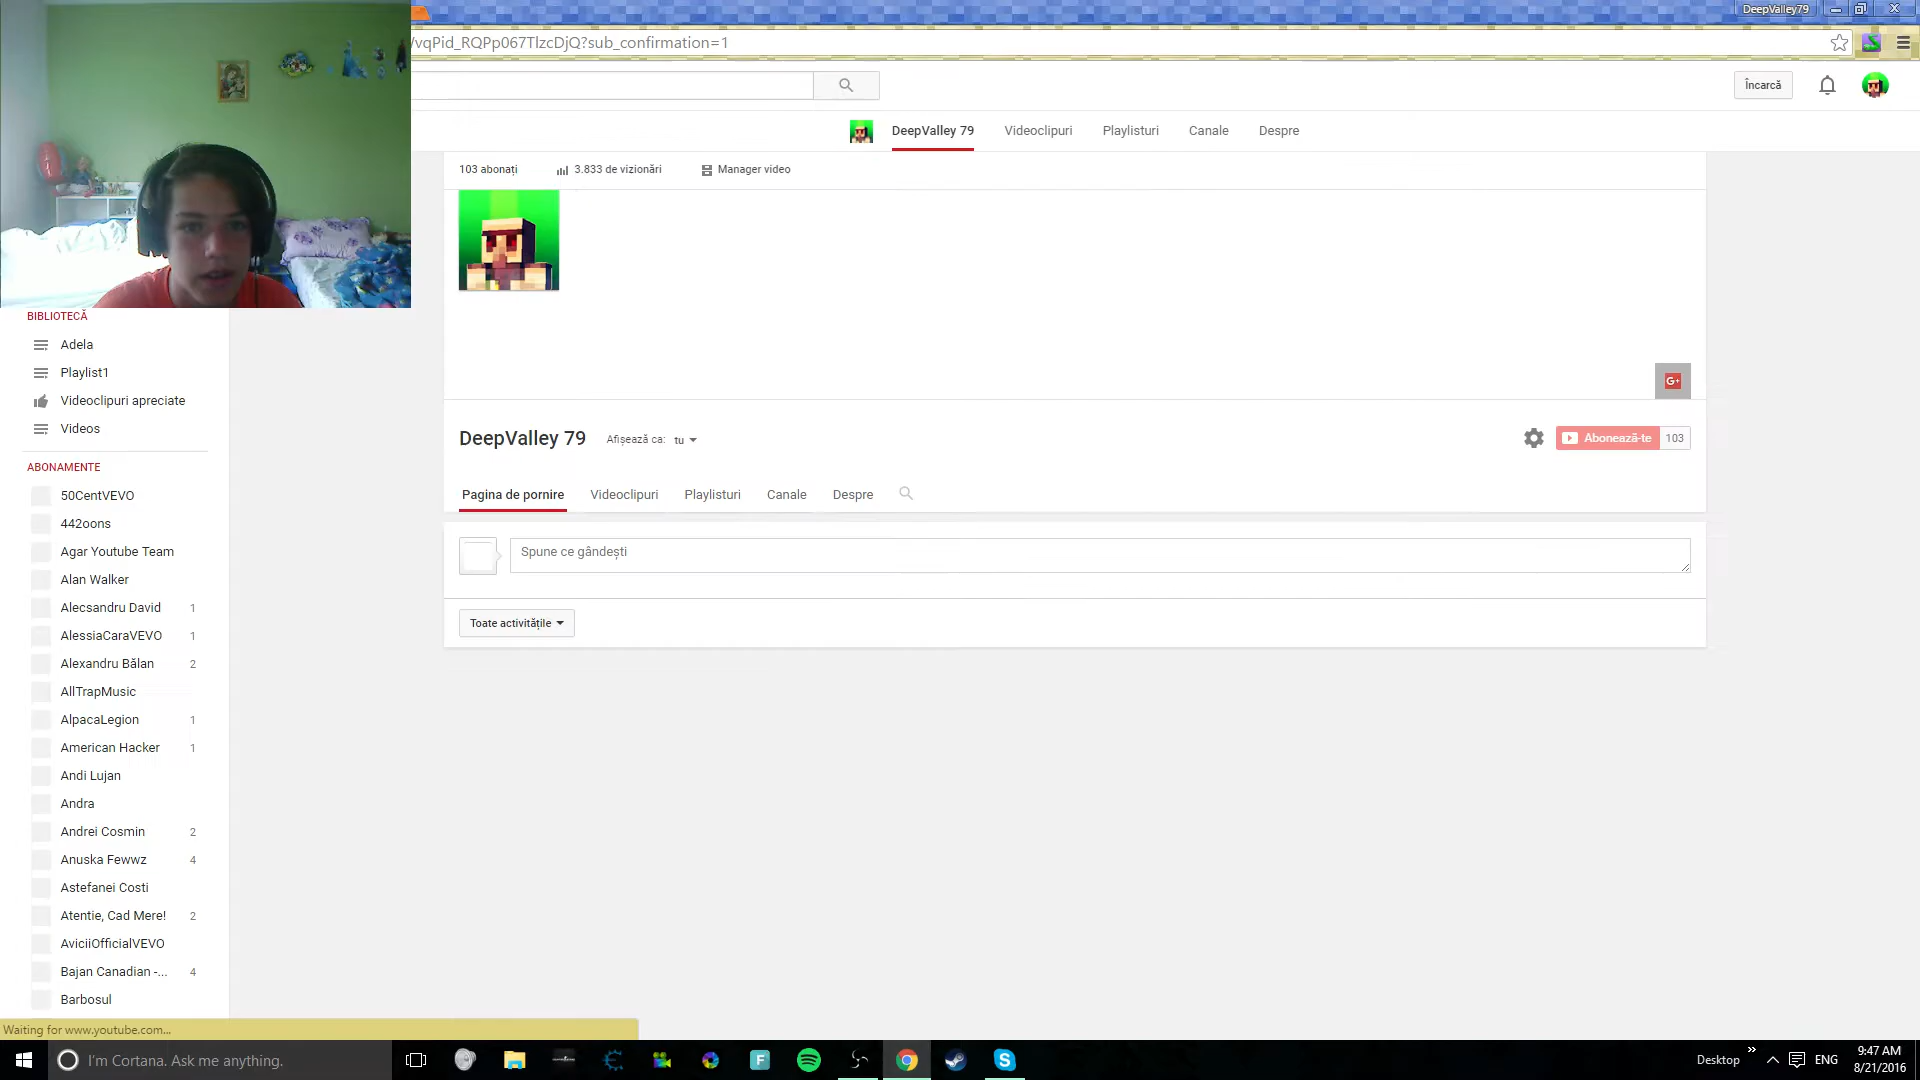 DeepValley79
/vqPid_RQPp067TlzcDjQ?sub_confirmation=1
Încarcă
DeepValley 79 Videoclipuri Playlisturi Canale Despre
103 abonați 3.833 de vizionări Manager video
G+
DeepValley 79 Afișează ca: tu
Abonează-te 103
Pagina de pornire Videoclipuri Playlisturi Canale Despre
Spune ce gândești
Toate activitățile
BIBLIOTECĂ
Adela
Playlist1
Videoclipuri apreciate
Videos
ABONAMENTE
50CentVEVO
442oons
Agar Youtube Team
Alan Walker
Alecsandru David 1
AlessiaCaraVEVO 1
Alexandru Bălan 2
AllTrapMusic
AlpacaLegion 1
American Hacker 1
Andi Lujan
Andra
Andrei Cosmin 2
Anuska Fewwz 4
Astefanei Costi
Atentie, Cad Mere! 2
AviciiOfficialVEVO
Bajan Canadian -... 4
Barbosul
Waiting for www.youtube.com...
I'm Cortana. Ask me anything.
F
Desktop
ENG
9:47 AM
8/21/2016